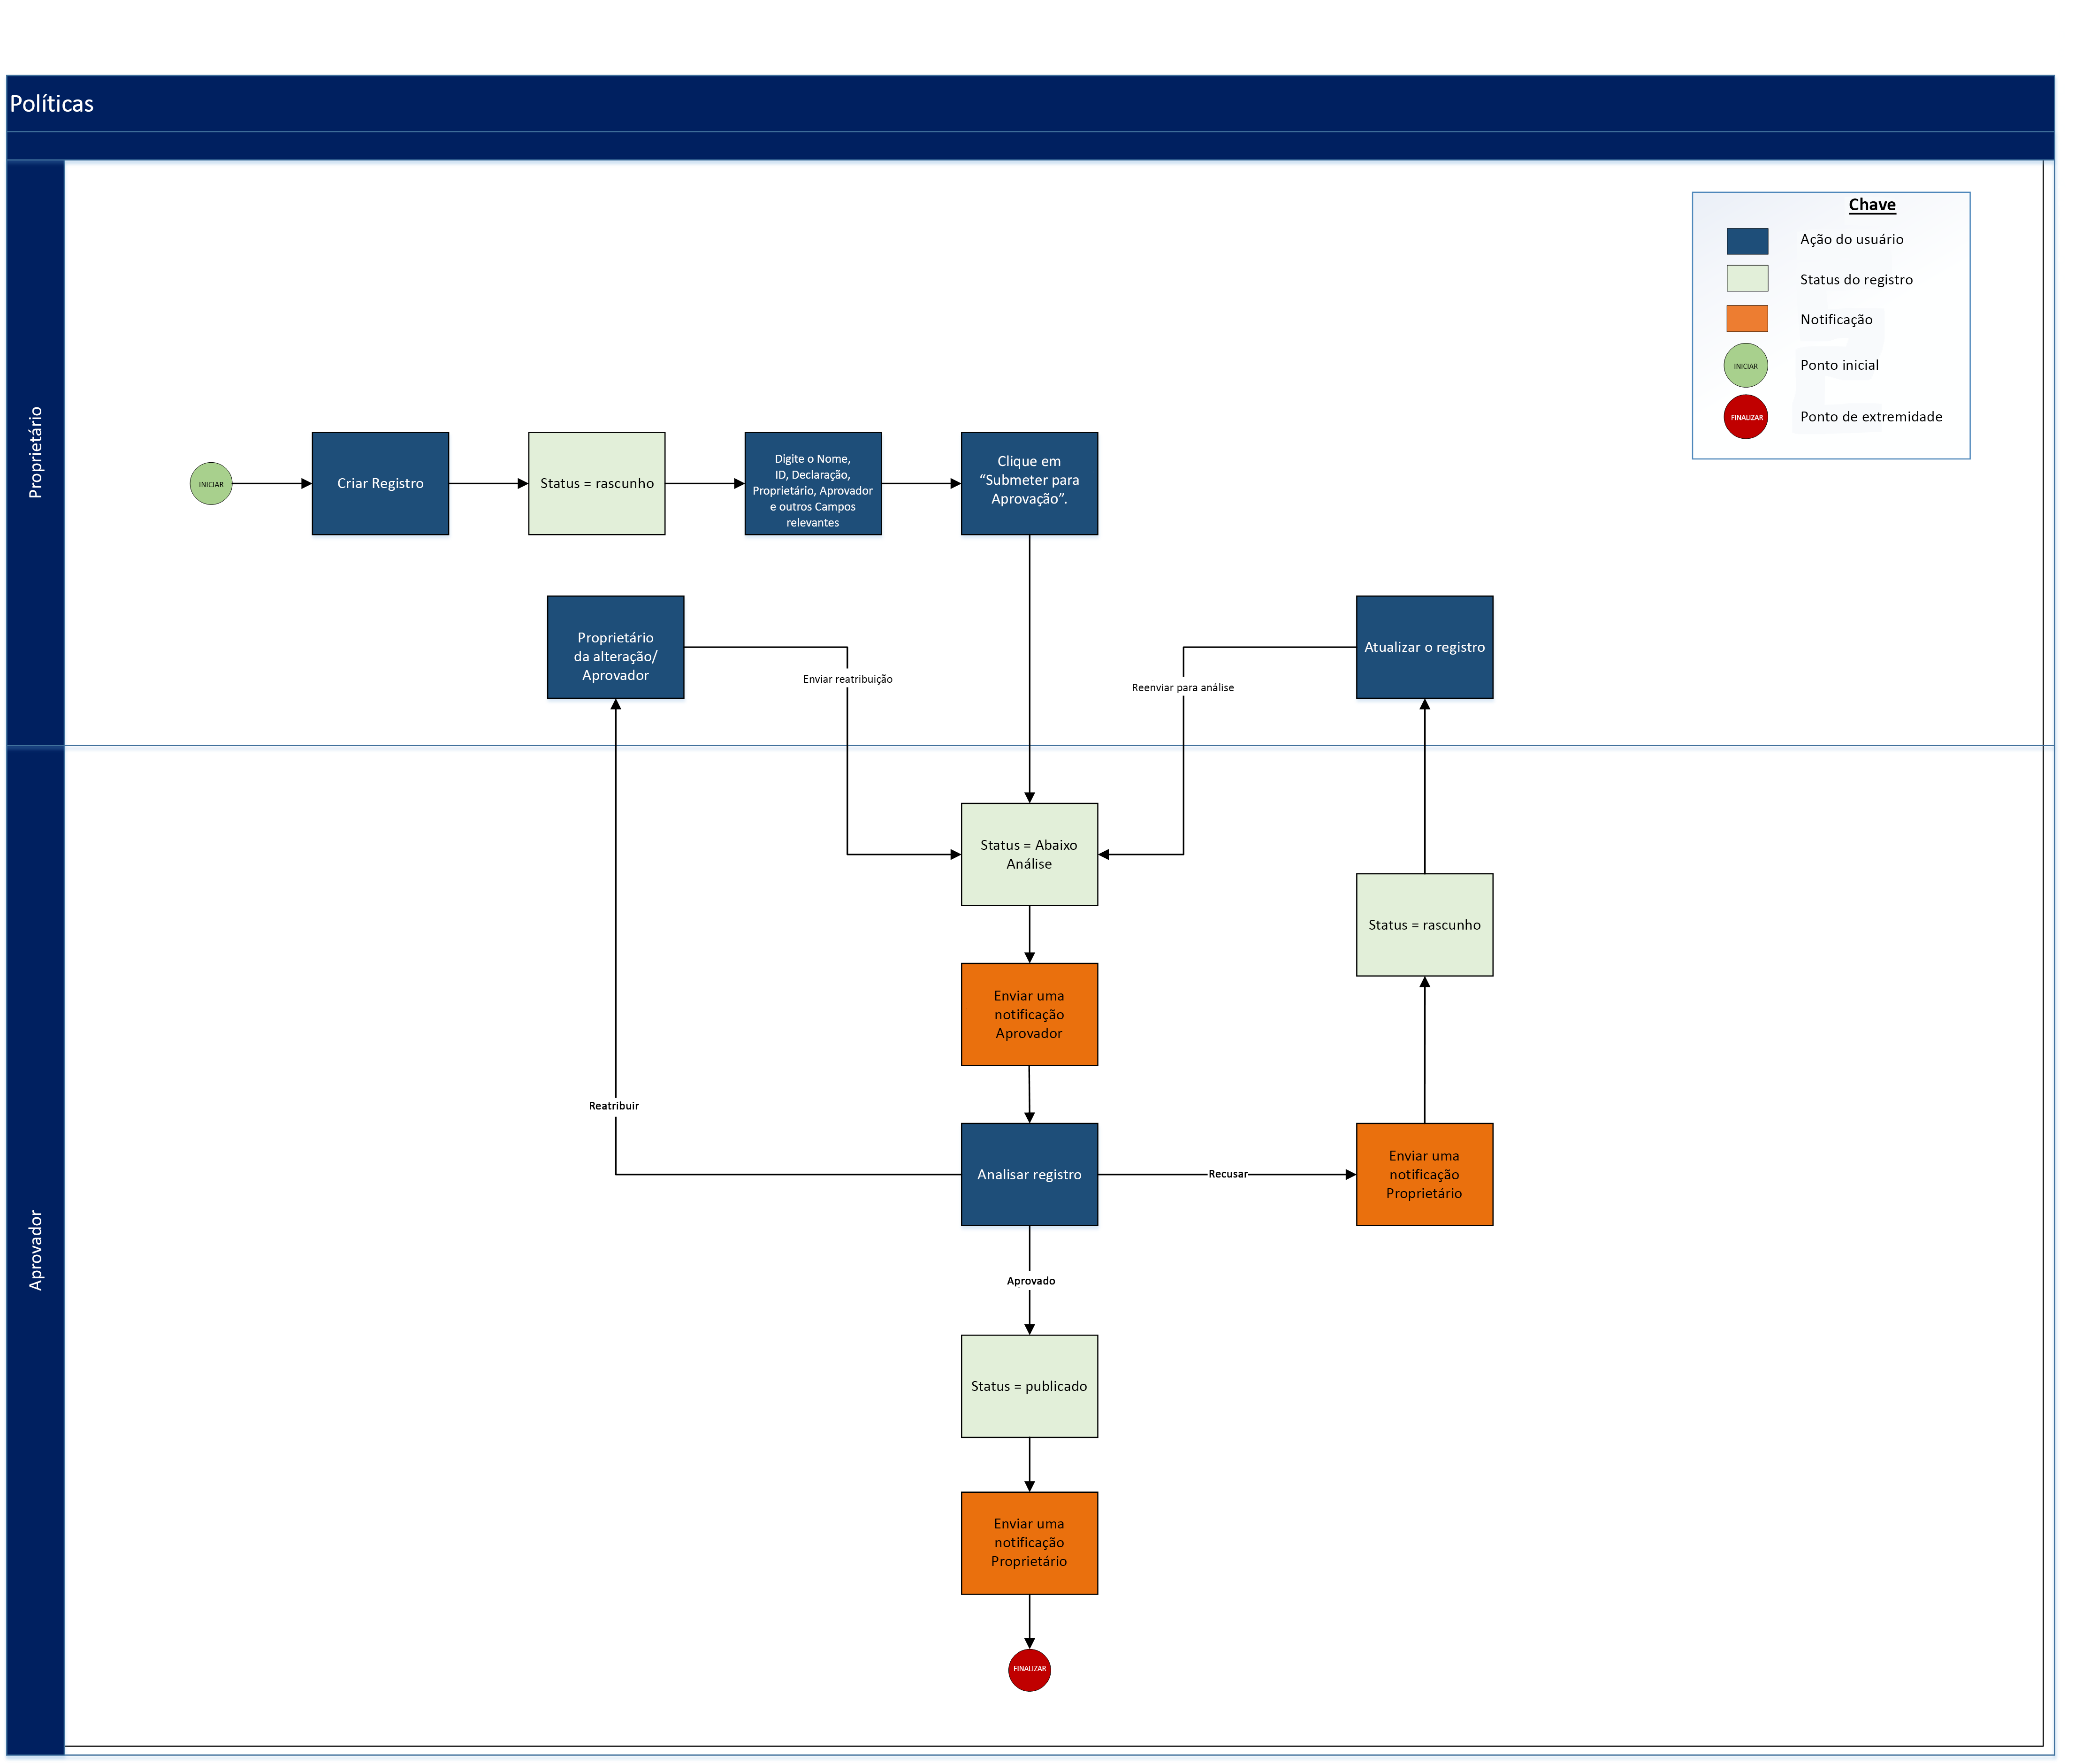 Políticas
Proprietário
Chave
Ação do usuário
Status do registro
Notificação
INICIAR
Ponto inicial
FINALIZAR
Ponto de extremidade
INICIAR
Criar Registro
Status = rascunho
Digite o Nome,
ID, Declaração,
Proprietário, Aprovador
e outros Campos
relevantes
Clique em
“Submeter para
Aprovação”.
Proprietário
da alteração/
Aprovador
Enviar reatribuição
Reenviar para análise
Atualizar o registro
Aprovador
Status = Abaixo
Análise
Status = rascunho
Enviar uma
notificação
Aprovador
Reatribuir
Analisar registro
Recusar
Enviar uma
notificação
Proprietário
Aprovado
Status = publicado
Enviar uma
notificação
Proprietário
FINALIZAR